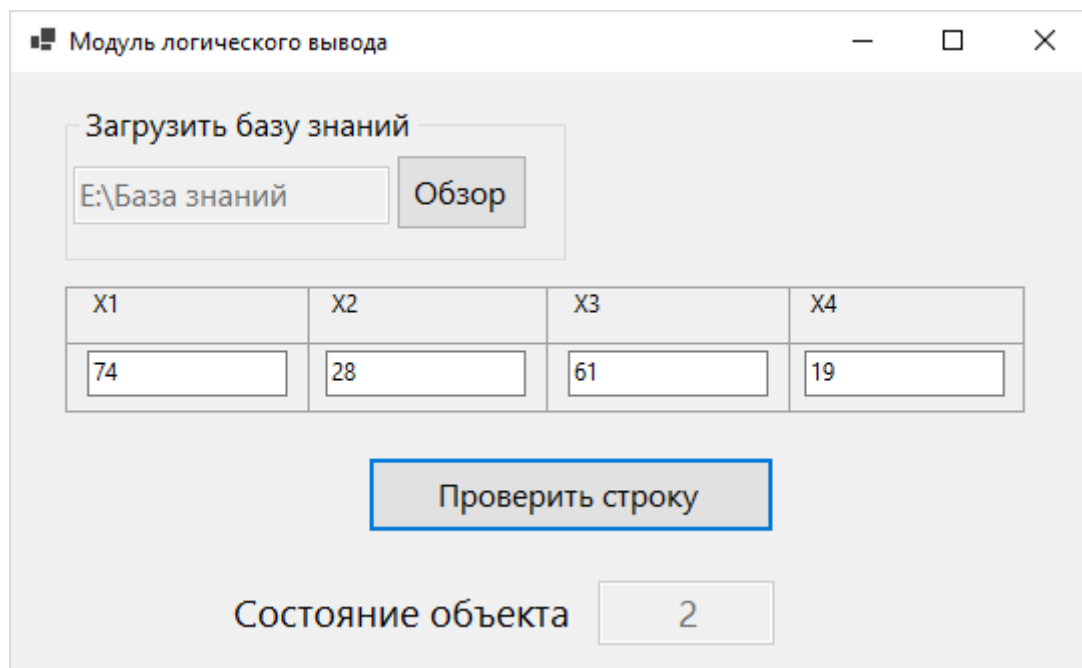 Модуль логического вывода
Загрузить базу знаний
E:\База знаний Обзор
X1 X2 X3 X4
74 28 61 19
Проверить строку
Состояние объекта 2